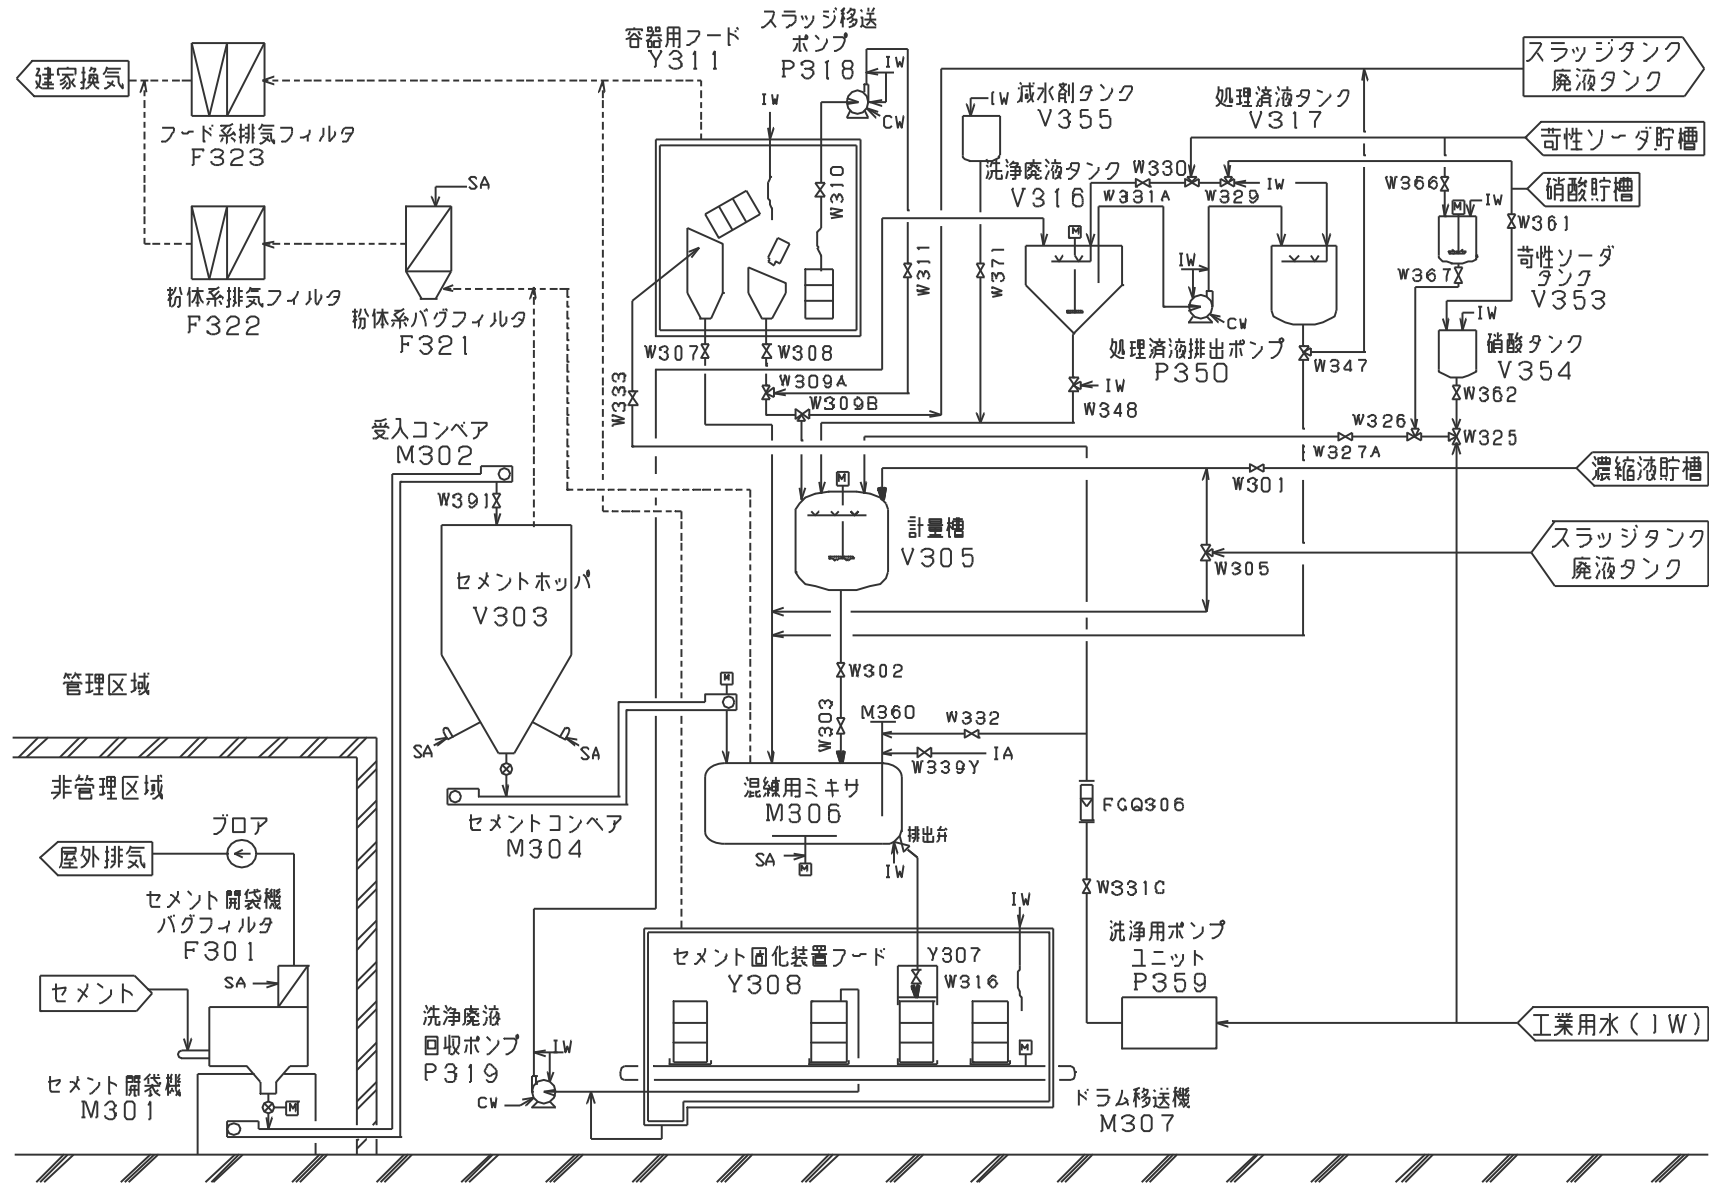 スラッジ移送
ポンプ
P318
容器用フード
Y311
IW
CW
IW
建家換気
フード系排気フィルタ
F323
スラッジタンク
廃液タンク
IW
減水剤タンク
V355
処理済液タンク
V317
苛性ソーダ貯槽
洗浄廃液タンク
V316
W330
W331A
W329
IW
W366
M
IW
硝酸貯槽
W361
SA
粉体系排気フィルタ
F322
粉体系バグフィルタ
F321
W310
W311
W371
M
IW
CW
処理済液排出ポンプ
P350
苛性ソーダ
タンク
V353
W367
IW
硝酸タンク
V354
W362
W307
W308
W309A
W309B
W333
IW
W348
W347
W326
W325
W327A
受入コンベア
M302
W391
M
計量槽
V305
W301
濃縮液貯槽
W305
スラッジタンク
廃液タンク
セメントホッパ
V303
SA
SA
セメントコンベア
M304
M
W302
W303
M360
W332
IA
W339Y
混練用ミキサ
M306
SA
M
排出弁
IW
FCQ306
W331C
管理区域
非管理区域
ブロア
屋外排気
セメント開袋機
バグフィルタ
F301
SA
セメント
セメント開袋機
M301
M
洗浄廃液
回収ポンプ
P319
IW
CW
セメント固化装置フード
Y308
Y307
W316
IW
M
ドラム移送機
M307
洗浄用ポンプ
ユニット
P359
工業用水(IW)